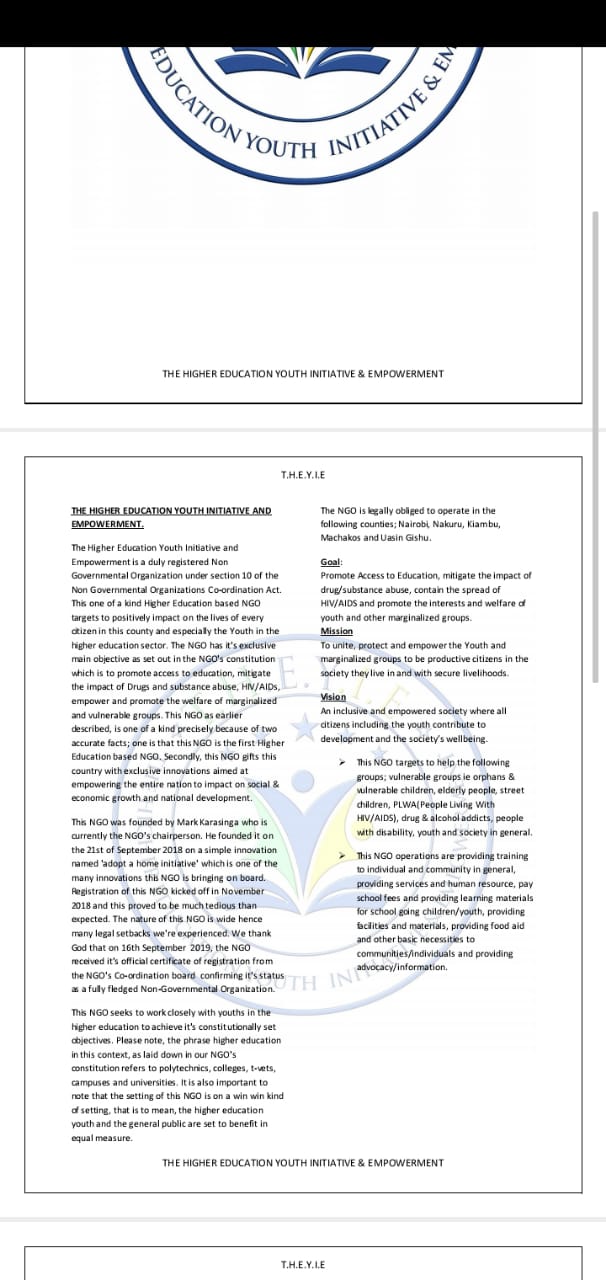 EDUCATION YOUTH INITIATIVE & EM
THE HIGHER EDUCATION YOUTH INITIATIVE & EMPOWERMENT
T.H.E.Y.I.E
THE HIGHER EDUCATION YOUTH INITIATIVE AND
EMPOWERMENT.
The Higher Education Youth Initiative and
Empowerment is a duly registered Non
Governmental Organization under section 10 of the
Non Governmental Organizations Co-ordination Act.
This one of a kind Higher Education based NGO
targets to positively impact on the lives of every
citizen in this county and especially the Youth in the
higher education sector. The NGO has it's exclusive
main objective as set out in the NGO's constitution
which is to promote access to education, mitigate
the impact of Drugs and substance abuse, HIV/AIDs,
empower and promote the welfare of marginalized
and vulnerable groups. This NGO as earlier
described, is one of a kind precisely because of two
accurate facts; one is that this NGO is the first Higher
Education based NGO. Secondly, this NGO gifts this
country with exclusive innovations aimed at
empowering the entire nation to impact on social &
economic growth and national development.
This NGO was founded by Mark Karasinga who is
currently the NGO's chairperson. He founded it on
the 21st of September 2018 on a simple innovation
named 'adopt a home initiative' which is one of the
many innovations this NGO is bringing on board.
Registration of this NGO kicked off in November
2018 and this proved to be much tedious than
expected. The nature of this NGO is wide hence
many legal setbacks we're experienced. We thank
God that on 16th September 2019, the NGO
received it's official certificate of registration from
the NGO's Co-ordination board confirming it's status
as a fully fledged Non-Governmental Organization.
This NGO seeks to work closely with youths in the
higher education to achieve it's constitutionally set
objectives. Please note, the phrase higher education
in this context, as laid down in our NGO's
constitution refers to polytechnics, colleges, t-vets,
campuses and universities. It is also important to
note that the setting of this NGO is on a win win kind
of setting, that is to mean, the higher education
youth and the general public are set to benefit in
equal measure.
The NGO is legally obliged to operate in the
following counties; Nairobi, Nakuru, Kiambu,
Machakos and Uasin Gishu.
Goal:
Promote Access to Education, mitigate the impact of
drug/substance abuse, contain the spread of
HIV/AIDS and promote the interests and welfare of
youth and other marginalized groups.
Mission
To unite, protect and empower the Youth and
marginalized groups to be productive citizens in the
society they live in and with secure livelihoods.
Vision
An inclusive and empowered society where all
citizens including the youth contribute to
development and the society's wellbeing.
➢ This NGO targets to help the following
groups; vulnerable groups ie orphans &
vulnerable children, elderly people, street
children, PLWA(People Living With
HIV/AIDS), drug & alcohol addicts, people
with disability, youth and society in general.
➢ This NGO operations are providing training
to individual and community in general,
providing services and human resource, pay
school fees and providing learning materials
for school going children/youth, providing
facilities and materials, providing food aid
and other basic necessities to
communities/individuals and providing
advocacy/information.
THE HIGHER EDUCATION YOUTH INITIATIVE & EMPOWERMENT
T.H.E.Y.I.E